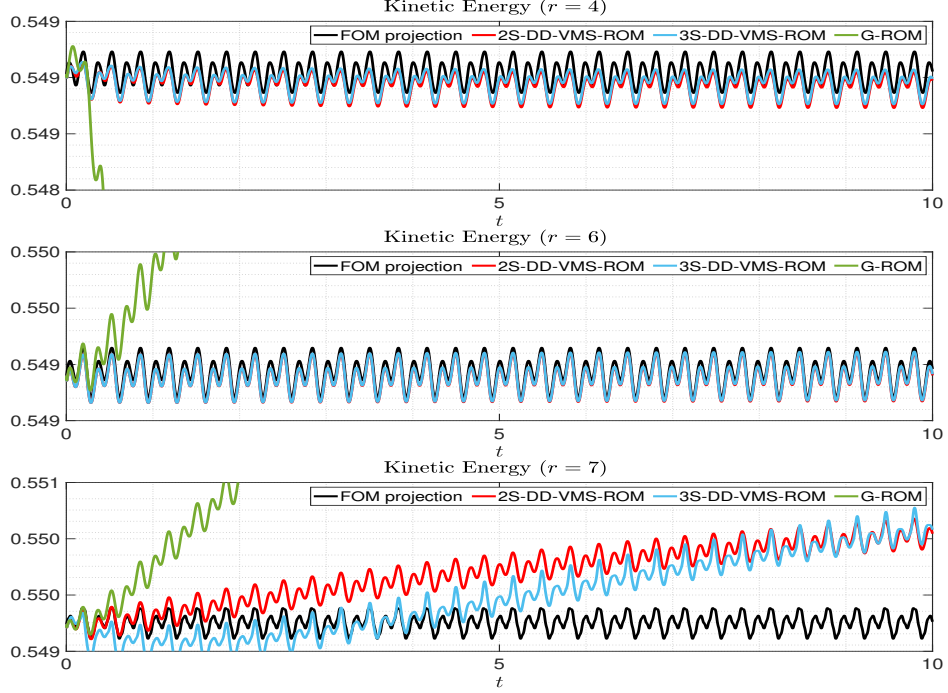 Kinetic Energy (r = 4)
0.549
FOM projection 2S-DD-VMS-ROM 3S-DD-VMS-ROM G-ROM
0.549
0.549
0.548
0 5 10
t
Kinetic Energy (r = 6)
0.550
FOM projection 2S-DD-VMS-ROM 3S-DD-VMS-ROM G-ROM
0.550
0.549
0.549
0 5 10
t
Kinetic Energy (r = 7)
0.551
FOM projection 2S-DD-VMS-ROM 3S-DD-VMS-ROM G-ROM
0.550
0.550
0.549
0 5 10
t